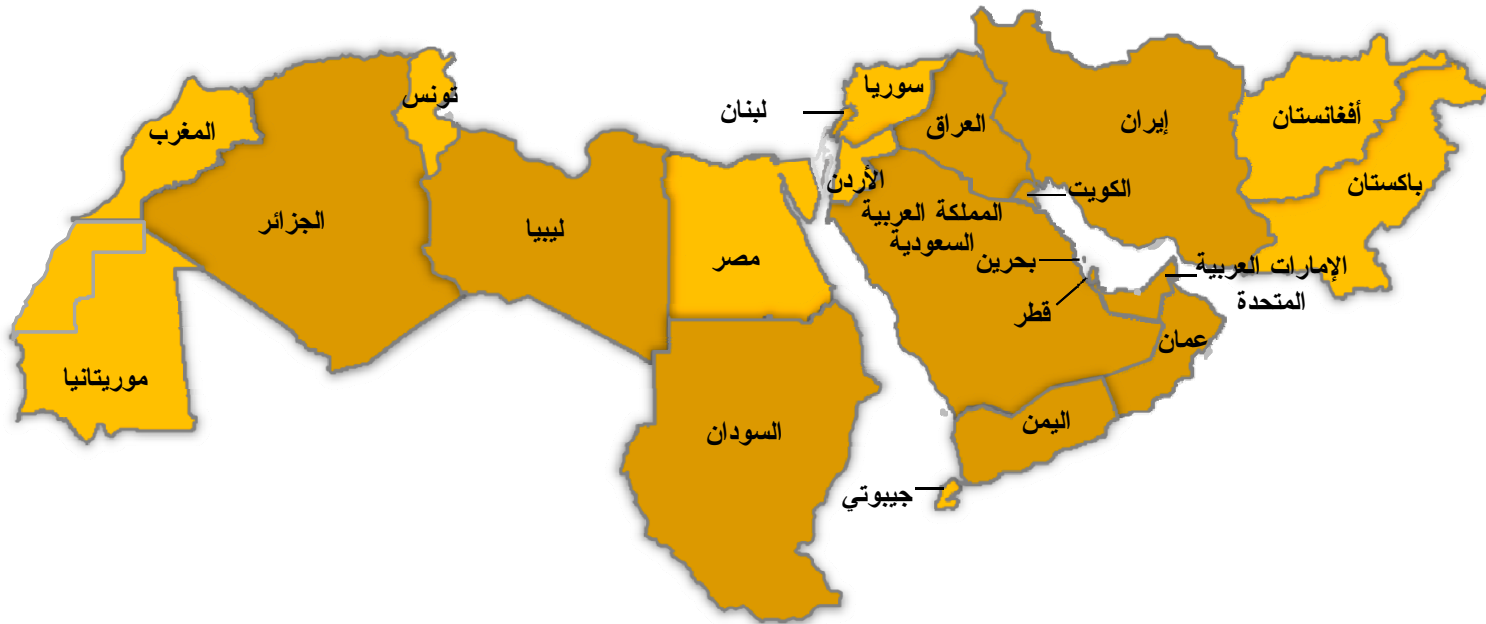 تونس
سوريا
لبنان
المغرب
العراق
إيران
أفغانستان
الأردن
الكويت
باكستان
المملكة العربية
السعودية
الجزائر
ليبيا
مصر
بحرين
الإمارات العربية
المتحدة
قطر
عمان
موريتانيا
اليمن
السودان
جيبوتي